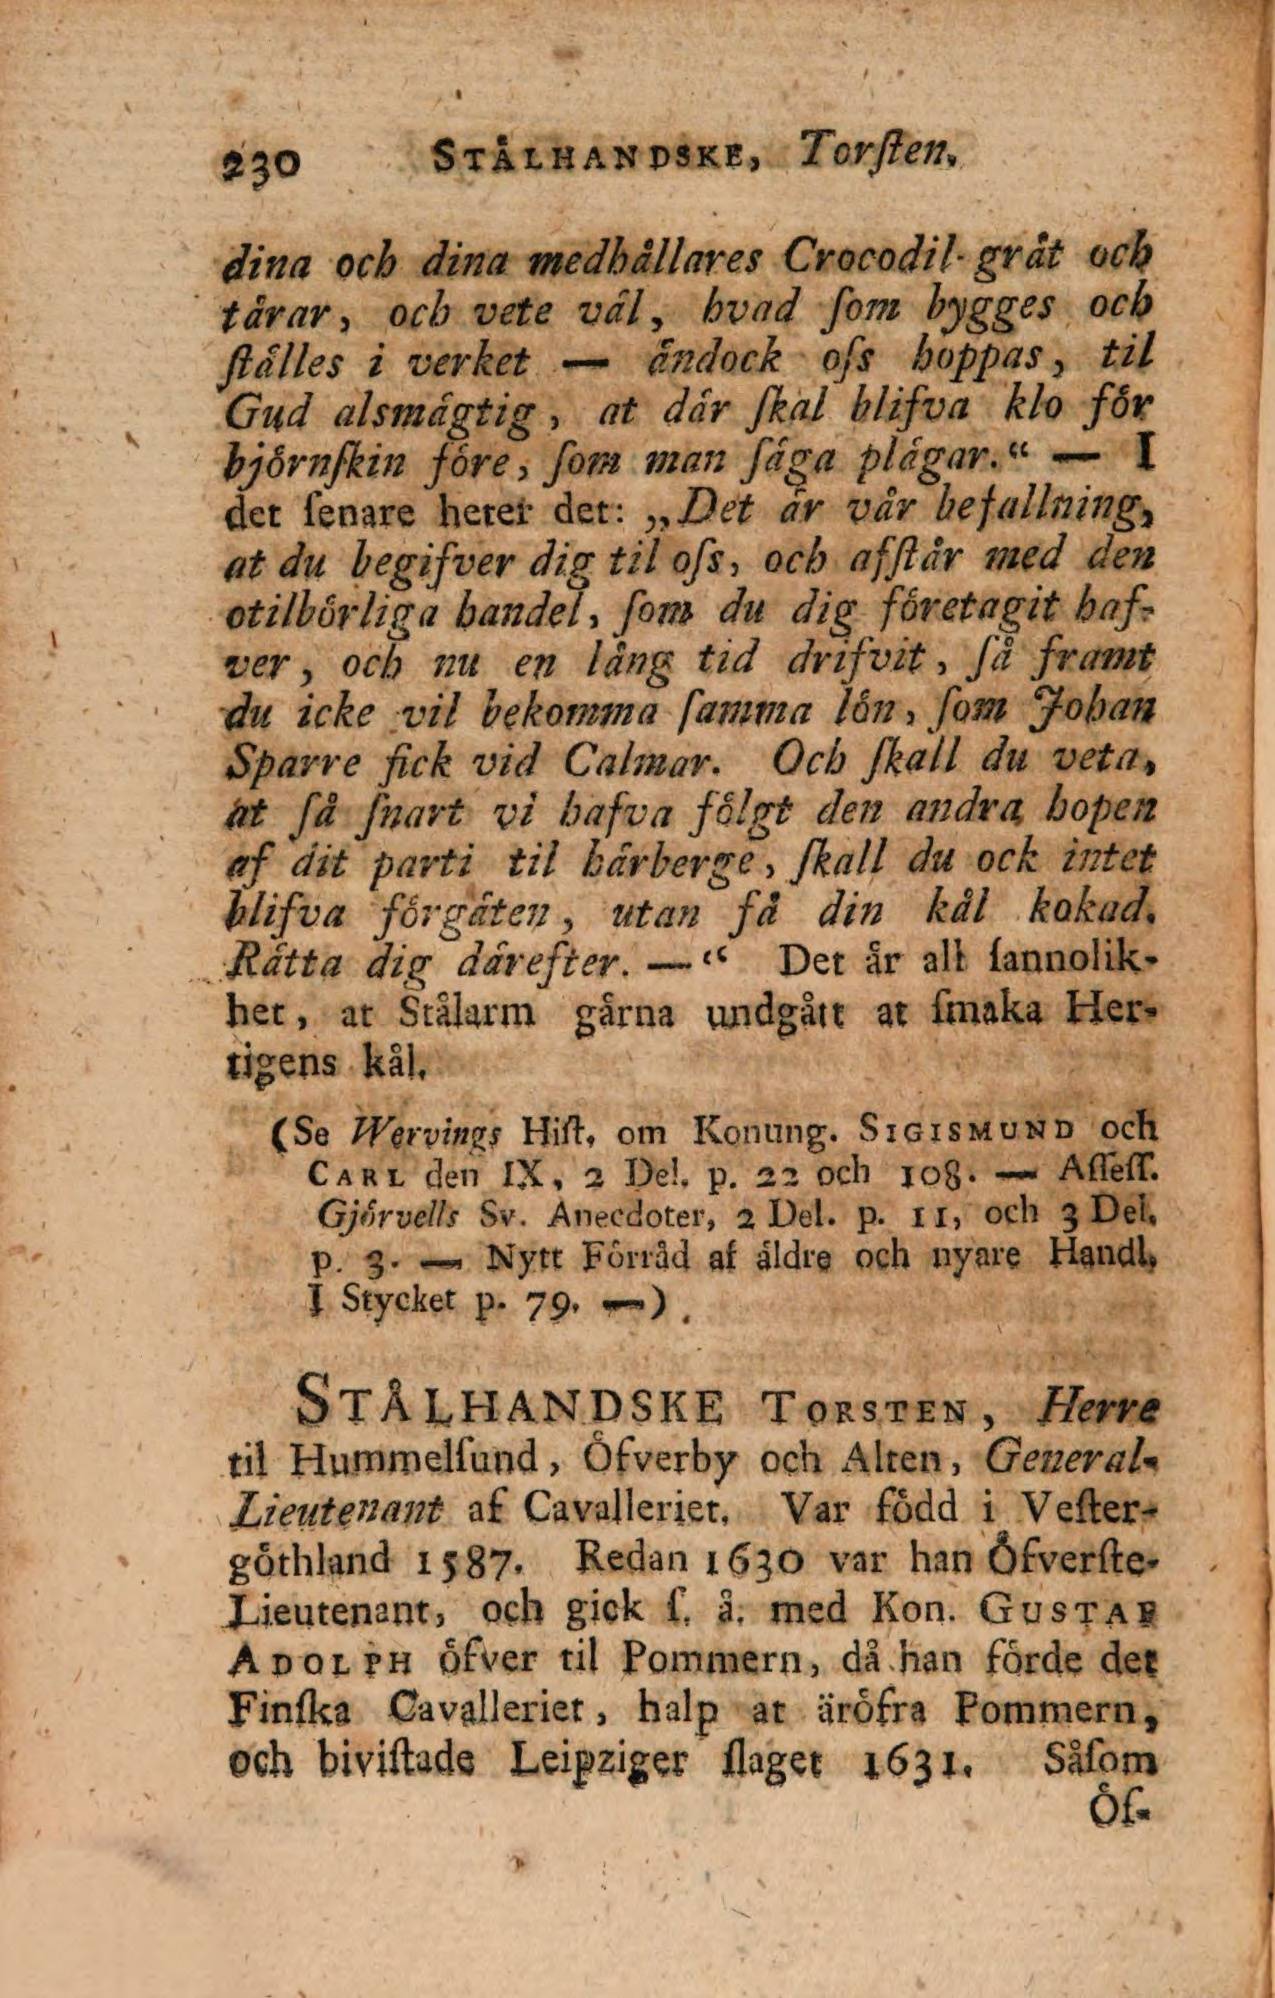 230 STÅLHANDSKE, Torſten.
dina och dina medhållares Crocodil-gråt och
tårar, och vete väl, hvad ſom bygges och
ſtälles i verket — ändock oſs hoppas, til
Gud alsmägtig, at där ſkal blifva klo för
björnſkin före, ſom man ſäga plägar.“ — I
det ſenare heter det: „Det är vår befallning,
at du begifver dig til oſs, och afſtår med den
otilbörliga handel, ſom du dig företagit haf-
ver, och nu en lång tid drifvit, ſå framt
du icke vil bekomma ſamma lön, ſom Johan
Sparre fick vid Calmar. Och ſkall du veta,
at ſå ſnart vi hafva fölgt den andra hopen
af dit parti til härberge, ſkall du ock intet
blifva förgäten, utan få din kål kokad.
Rätta dig därefter. —“ Det är all ſannolik-
het, at Stålarm gärna undgått at ſmaka Her-
tigens kål.
(Se Wervings Hiſt. om Konung. SIGISMUND och
CARL den IX, 2 Del. p. 22 och 108. — Aſſeſſ.
Gjörvells Sv. Anecdoter, 2 Del. p. 11, och 3 Del.
p. 3. — Nytt Förråd af äldre och nyare Handl.
I Stycket p. 79. —).
STÅLHANDSKE TORSTEN, Herre
til Hummelſund, Öfverby och Alten, General-
Lieutenant af Cavalleriet. Var född i Veſter-
göthland 1587. Redan 1630 var han Öfverſte-
Lieutenant, och gick ſ. å. med Kon. GUSTAF
ADOLPH öfver til Pommern, då han förde det
Finſka Cavalleriet, halp at äröfra Pommern,
och biviſtade Leipziger ſlaget 1631. Såſom
Öf-